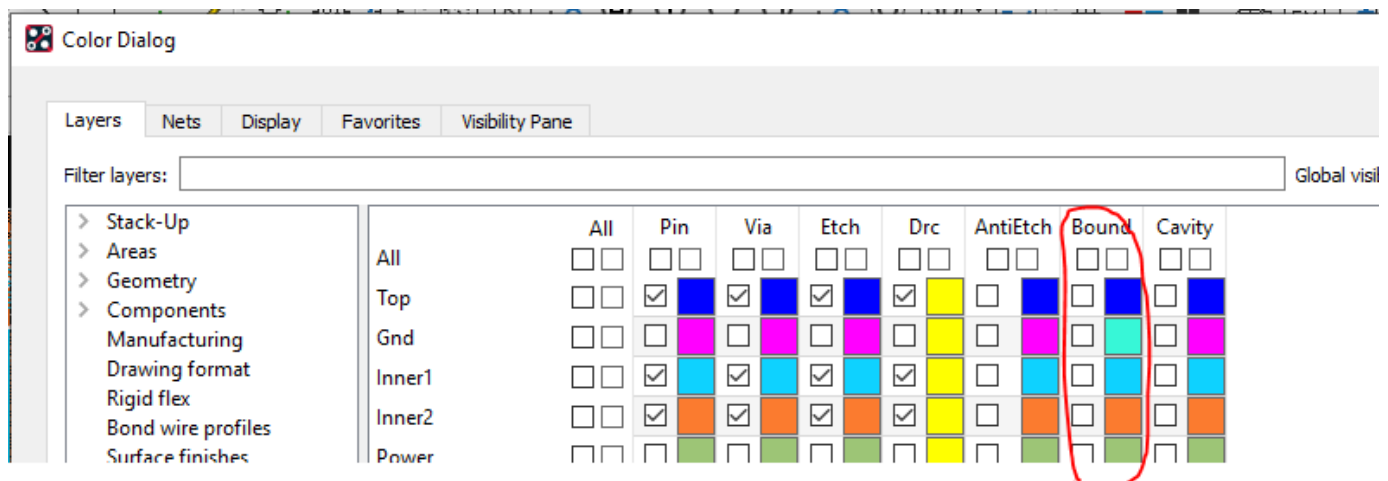 Color Dialog
Layers Nets Display Favorites Visibility Pane
Filter layers: Global visil
Stack-Up
Areas
Geometry
Components
Manufacturing
Drawing format
Rigid flex
Bond wire profiles
Surface finishes
All Pin Via Etch Drc AntiEtch Bound Cavity
All
Top
Gnd
Inner1
Inner2
Power